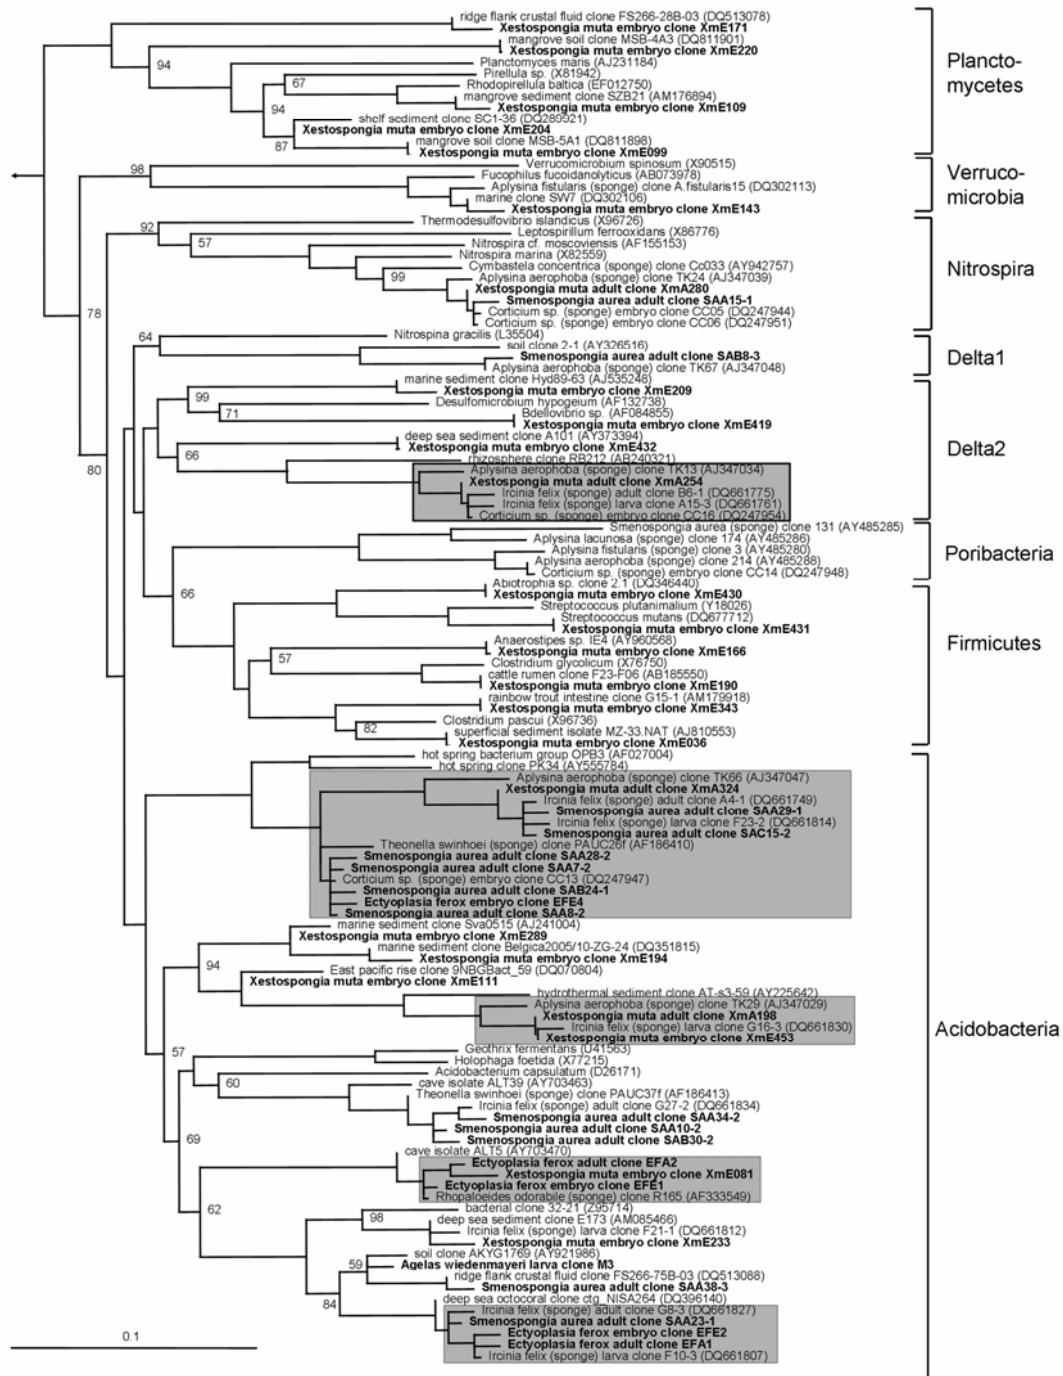 ridge flank crustal fluid clone FS266-28B-03 (DQ513078)
Xestospongia muta embryo clone XmE171
mangrove soil clone MSB-4A3 (DQ811901)
Xestospongia muta embryo clone XmE220
94
Planctomyces maris (AJ231184)
Pirellula sp. (X81942)
67
Rhodopirellula baltica (EF012750)
mangrove sediment clone SZB21 (AM176894)
94
Xestospongia muta embryo clone XmE109
shelf sediment clone SC1-36 (DQ289921)
Xestospongia muta embryo clone XmE204
87
mangrove soil clone MSB-5A1 (DQ811898)
Xestospongia muta embryo clone XmE099
Plancto-
mycetes
Verrucomicrobium spinosum (X90515)
98
Fucophilus fucoidanolyticus (AB073978)
Aplysina fistularis (sponge) clone A.fistularis15 (DQ302113)
marine clone SW7 (DQ302106)
Xestospongia muta embryo clone XmE143
Verruco-
microbia
Thermodesulfovibrio islandicus (X96726)
92
Leptospirillum ferrooxidans (X86776)
57
Nitrospira cf. moscoviensis (AF155153)
Nitrospira marina (X82559)
Cymbastela concentrica (sponge) clone Cc033 (AY942757)
99
Aplysina aerophoba (sponge) clone TK24 (AJ347039)
Xestospongia muta adult clone XmA280
Smenospongia aurea adult clone SAA15-1
Corticium sp. (sponge) embryo clone CC05 (DQ247944)
78
Corticium sp. (sponge) embryo clone CC06 (DQ247951)
Nitrospira
64
Nitrospina gracilis (L35504)
soil clone 2-1 (AY326516)
Smenospongia aurea adult clone SAB8-3
Aplysina aerophoba (sponge) clone TK67 (AJ347048)
Delta1
marine sediment clone Hyd89-63 (AJ535248)
Xestospongia muta embryo clone XmE209
99
Desulfomicrobium hypogeium (AF132738)
71
Bdellovibrio sp. (AF084855)
Xestospongia muta embryo clone XmE419
deep sea sediment clone A101 (AY373394)
Xestospongia muta embryo clone XmE432
66
rhizosphere clone RB212 (AB240321)
80
Aplysina aerophoba (sponge) clone TK13 (AJ347034)
Xestospongia muta adult clone XmA254
Ircinia felix (sponge) adult clone B6-1 (DQ661775)
Ircinia felix (sponge) larva clone A15-3 (DQ661761)
Corticium sp. (sponge) embryo clone CC16 (DQ247954)
Delta2
Smenospongia aurea (sponge) clone 131 (AY485285)
Aplysina lacunosa (sponge) clone 174 (AY485286)
Aplysina fistularis (sponge) clone 3 (AY485280)
Aplysina aerophoba (sponge) clone 214 (AY485288)
Corticium sp. (sponge) embryo clone CC14 (DQ247948)
Poribacteria
66
Abiotrophia sp. clone 2.1 (DQ346440)
Xestospongia muta embryo clone XmE430
Streptococcus plutanimalium (Y18026)
Streptococcus mutans (DQ677712)
Xestospongia muta embryo clone XmE431
Anaerostipes sp. IE4 (AY960568)
Xestospongia muta embryo clone XmE166
57
Clostridium glycolicum (X76750)
cattle rumen clone F23-F06 (AB185550)
Xestospongia muta embryo clone XmE190
rainbow trout intestine clone G15-1 (AM179918)
Xestospongia muta embryo clone XmE343
Clostridium pascui (X96736)
82
superficial sediment isolate MZ-33.NAT (AJ810553)
Xestospongia muta embryo clone XmE036
Firmicutes
hot spring bacterium group OPB3 (AF027004)
hot spring clone PK34 (AY555784)
Aplysina aerophoba (sponge) clone TK66 (AJ347047)
Xestospongia muta adult clone XmA324
Ircinia felix (sponge) adult clone A4-1 (DQ661749)
Smenospongia aurea adult clone SAA29-1
Ircinia felix (sponge) larva clone F23-2 (DQ661814)
Smenospongia aurea adult clone SAC15-2
Theonella swinhoei (sponge) clone PAUC26f (AF186410)
Smenospongia aurea adult clone SAA28-2
Smenospongia aurea adult clone SAA7-2
Corticium sp. (sponge) embryo clone CC13 (DQ247947)
Smenospongia aurea adult clone SAB24-1
Ectyoplasia ferox embryo clone EFE4
Smenospongia aurea adult clone SAA8-2
marine sediment clone Sva0515 (AJ241004)
Xestospongia muta embryo clone XmE289
marine sediment clone Belgica2005/10-ZG-24 (DQ351815)
Xestospongia muta embryo clone XmE194
94
East pacific rise clone 9NBGBact_59 (DQ070804)
Xestospongia muta embryo clone XmE111
hydrothermal sediment clone AT-s3-59 (AY225642)
Aplysina aerophoba (sponge) clone TK29 (AJ347029)
Xestospongia muta adult clone XmA198
Ircinia felix (sponge) larva clone G16-3 (DQ661830)
Xestospongia muta embryo clone XmE453
Acidobacteria
57
Geothrix fermentans (U41563)
Holophaga foetida (X77215)
Acidobacterium capsulatum (D26171)
60
cave isolate ALT39 (AY703463)
Theonella swinhoei (sponge) clone PAUC37f (AF186413)
Ircinia felix (sponge) adult clone G27-2 (DQ661834)
Smenospongia aurea adult clone SAA34-2
Smenospongia aurea adult clone SAA10-2
69
Smenospongia aurea adult clone SAB30-2
cave isolate ALT5 (AY703470)
Ectyoplasia ferox adult clone EFA2
Xestospongia muta embryo clone XmE081
Ectyoplasia ferox embryo clone EFE1
Rhopaloeides odorabile (sponge) clone R165 (AF333549)
62
bacterial clone 32-21 (Z95714)
98
deep sea sediment clone E173 (AM085466)
Ircinia felix (sponge) larva clone F21-1 (DQ661812)
Xestospongia muta embryo clone XmE233
soil clone AKYG1769 (AY921986)
59
Agelas wiedenmayeri larva clone M3
ridge flank crustal fluid clone FS266-75B-03 (DQ513088)
Smenospongia aurea adult clone SAA38-3
84
deep sea octocoral clone ctg_NISA264 (DQ396140)
Ircinia felix (sponge) adult clone G8-3 (DQ661827)
Smenospongia aurea adult clone SAA23-1
Ectyoplasia ferox embryo clone EFE2
Ectyoplasia ferox adult clone EFA1
Ircinia felix (sponge) larva clone F10-3 (DQ661807)
0.1